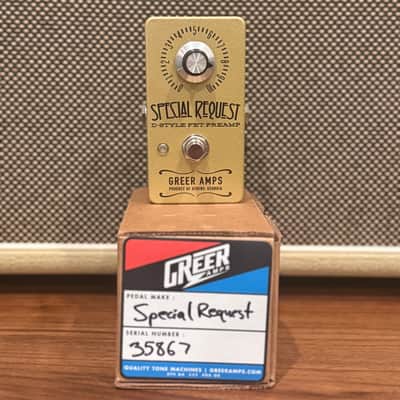 SPECIAL REQUEST
D-STYLE FET PREAMP
GREER AMPS
PRODUCT OF ATHENS, GEORGIA
GREER
AMPS
PEDAL MAKE :
Special Request
SERIAL NUMBER :
35867
QUALITY TONE MACHINES | GREERAMPS.COM